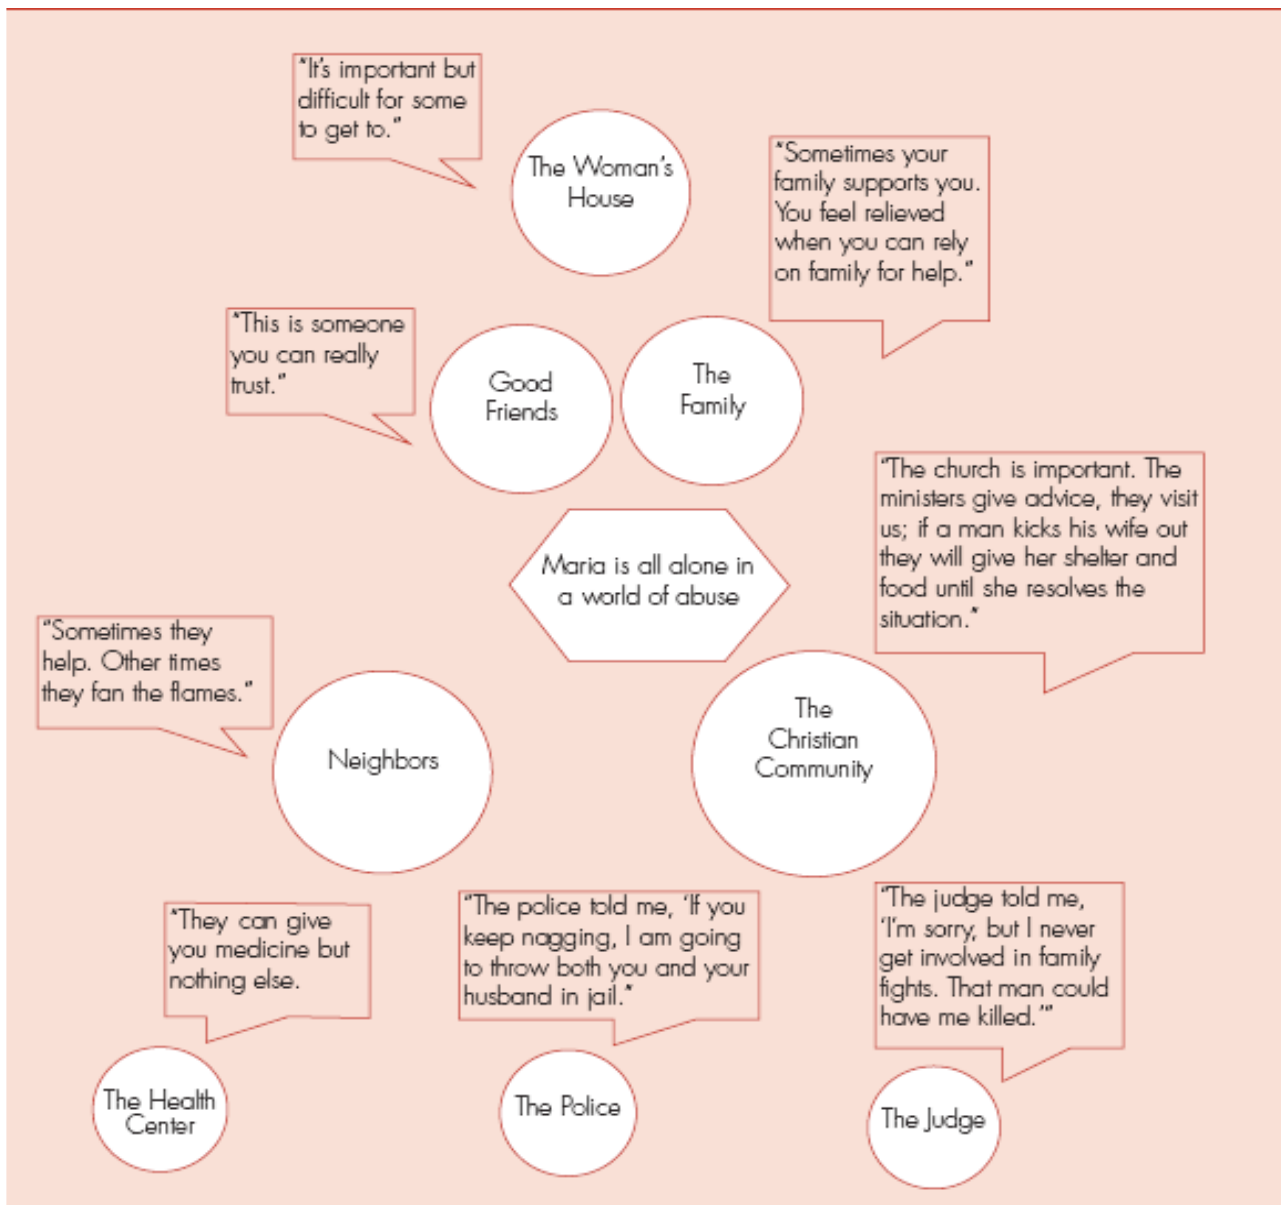 “It’s important but
difficult for some
to get to.”
The Woman’s
House
“Sometimes your
family supports you.
You feel relieved
when you can rely
on family for help.”
“This is someone
you can really
trust.”
Good
Friends
The
Family
“The church is important. The
ministers give advice, they visit
us; if a man kicks his wife out
they will give her shelter and
food until she resolves the
situation.”
Maria is all alone in
a world of abuse
“Sometimes they
help. Other times
they fan the flames.”
Neighbors
The
Christian
Community
“They can give
you medicine but
nothing else.
“The police told me, ‘If you
keep nagging, I am going
to throw both you and your
husband in jail.”
“The judge told me,
‘I’m sorry, but I never
get involved in family
fights. That man could
have me killed.’”
The Health
Center
The Police
The Judge